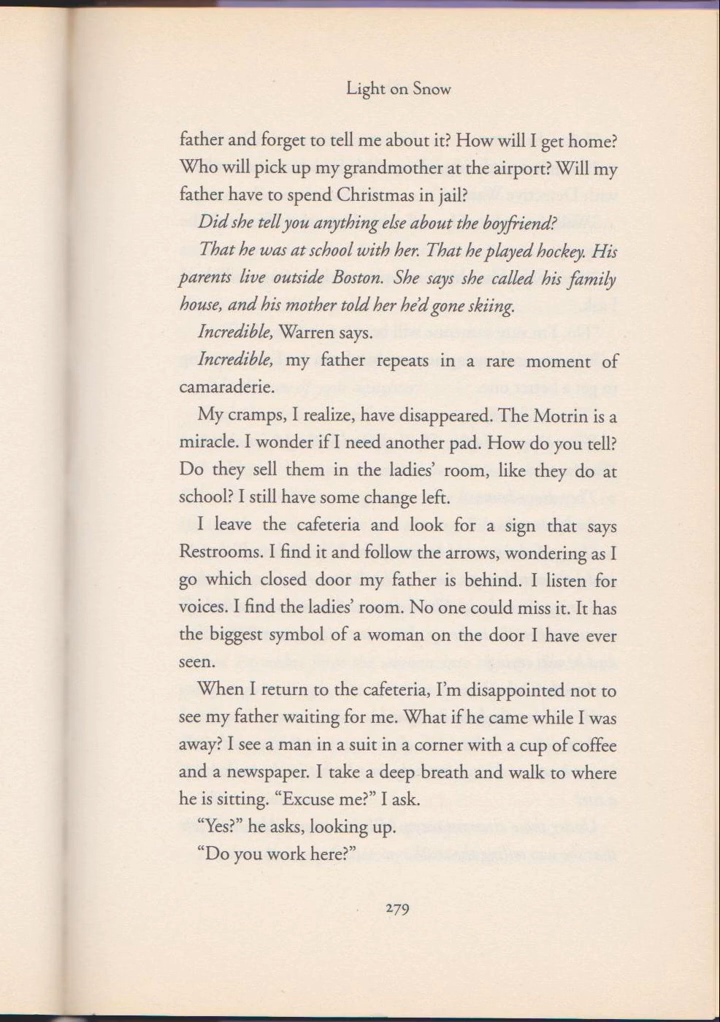 Light on Snow
father and forget to tell me about it? How will I get home?
Who will pick up my grandmother at the airport? Will my
father have to spend Christmas in jail?
Did she tell you anything else about the boyfriend?
That he was at school with her. That he played hockey. His
parents live outside Boston. She says she called his family
house, and his mother told her he’d gone skiing.
Incredible, Warren says.
Incredible, my father repeats in a rare moment of
camaraderie.
My cramps, I realize, have disappeared. The Motrin is a
miracle. I wonder if I need another pad. How do you tell?
Do they sell them in the ladies’ room, like they do at
school? I still have some change left.
I leave the cafeteria and look for a sign that says
Restrooms. I find it and follow the arrows, wondering as I
go which closed door my father is behind. I listen for
voices. I find the ladies’ room. No one could miss it. It has
the biggest symbol of a woman on the door I have ever
seen.
When I return to the cafeteria, I’m disappointed not to
see my father waiting for me. What if he came while I was
away? I see a man in a suit in a corner with a cup of coffee
and a newspaper. I take a deep breath and walk to where
he is sitting. “Excuse me?” I ask.
“Yes?” he asks, looking up.
“Do you work here?”
279